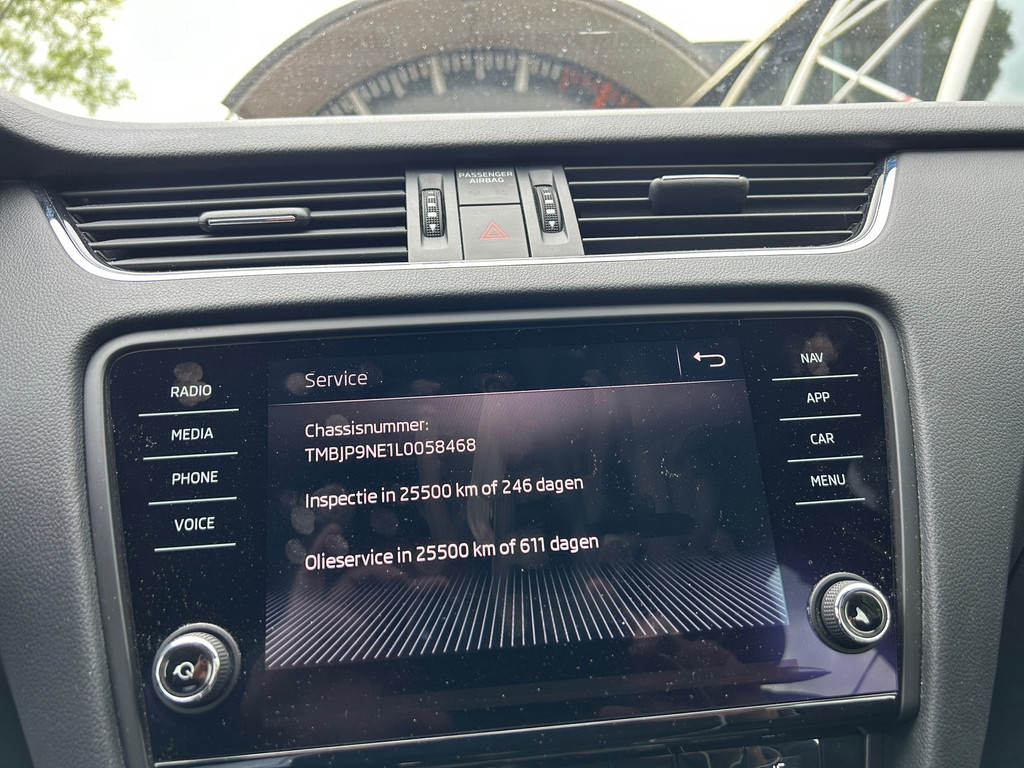 PASSENGER
AIRBAG
RADIO
MEDIA
PHONE
VOICE
Service
Chassisnummer:
TMBJP9NE1L0058468
Inspectie in 25500 km of 246 dagen
Olieservice in 25500 km of 611 dagen
NAV
APP
CAR
MENU